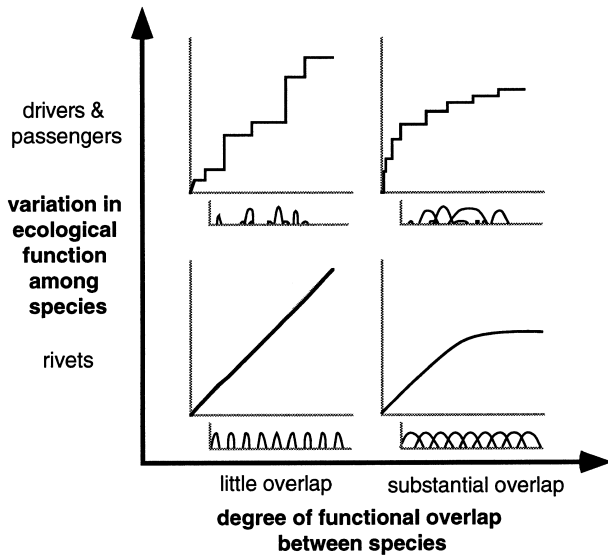 drivers &
passengers
variation in
ecological
function
among
species
rivets
little overlap
substantial overlap
degree of functional overlap
between species